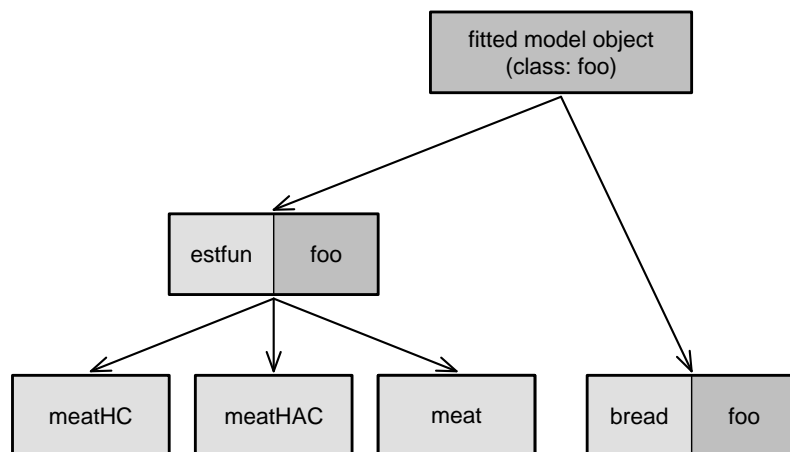 fitted model object
(class: foo)
estfun
foo
meatHC
meatHAC
meat
bread
foo